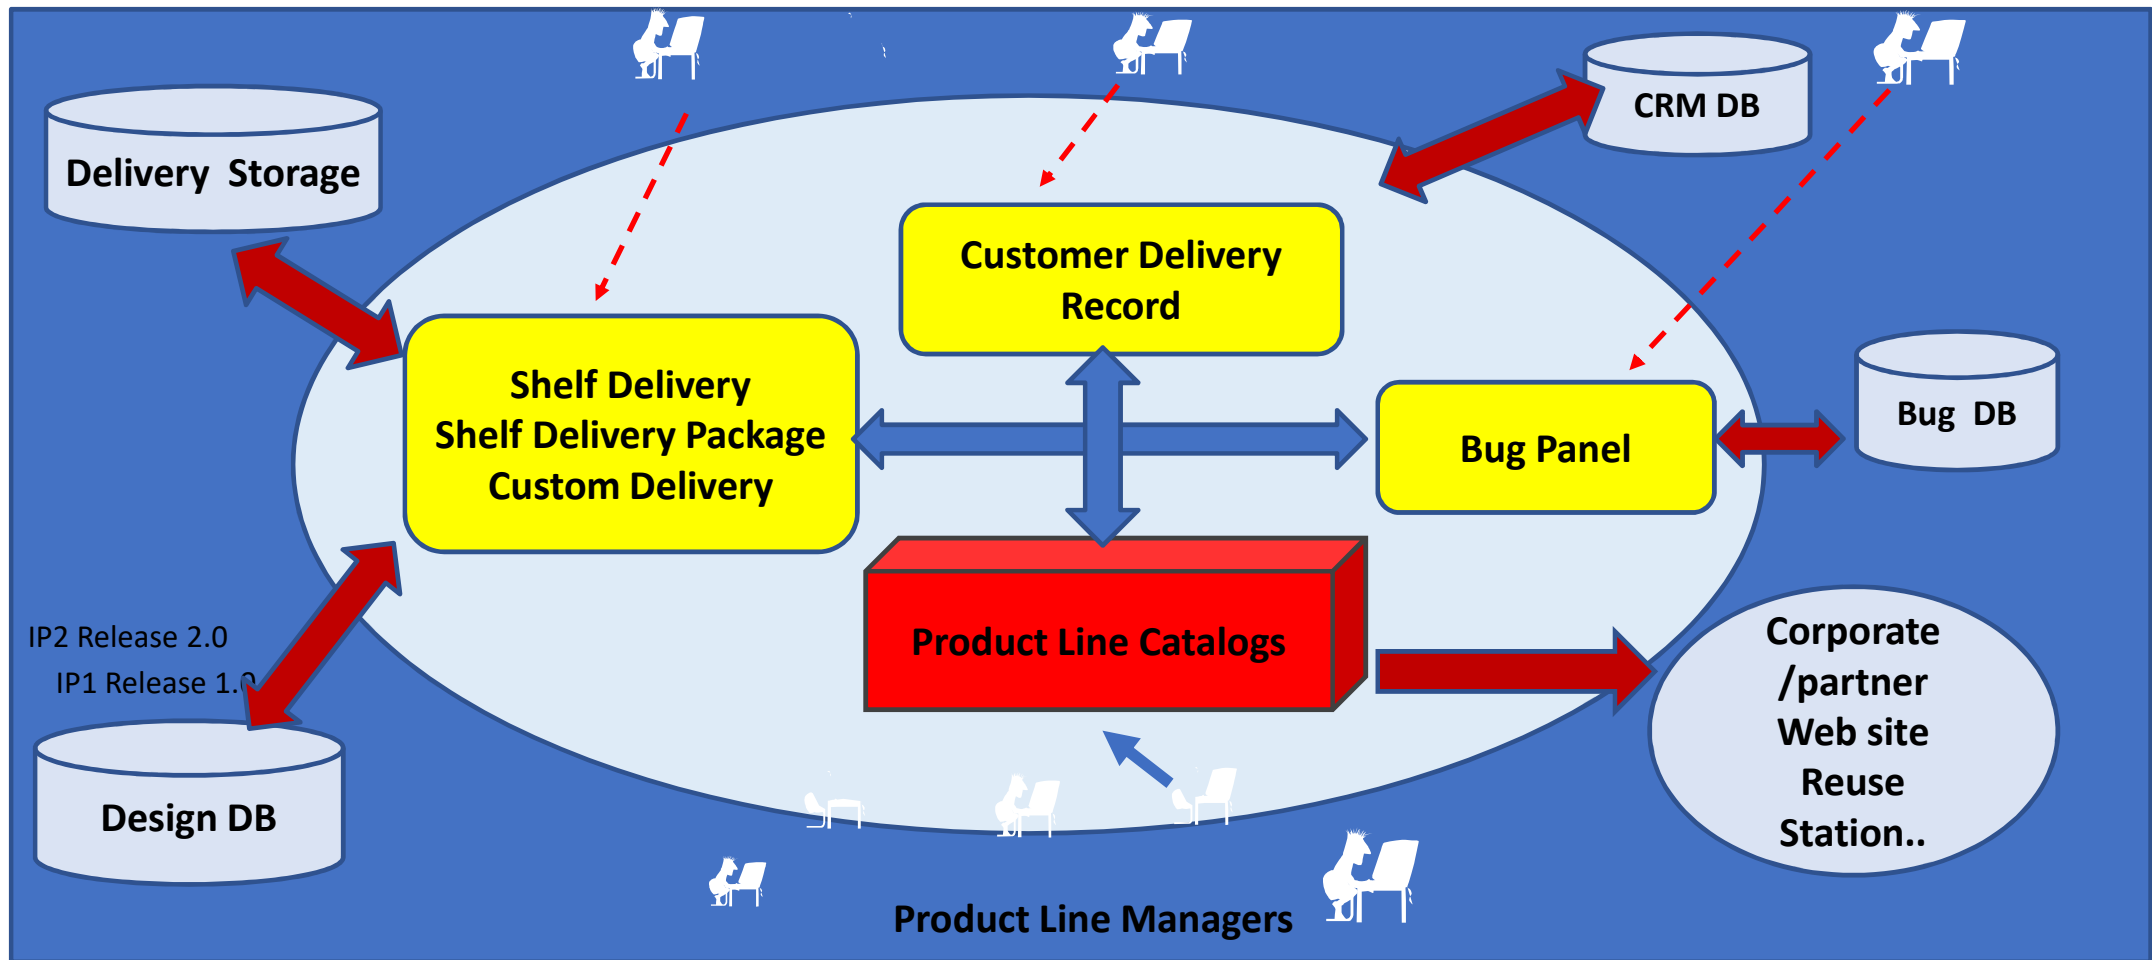 CRM DB
Delivery  Storage
Customer Delivery
Record
Shelf Delivery
Shelf Delivery Package
Custom Delivery
Bug Panel
Bug  DB
Product Line Catalogs
IP2 Release 2.0
IP1 Release 1.0
Design DB
Corporate
/partner
Web site
Reuse
Station..
Product Line Managers